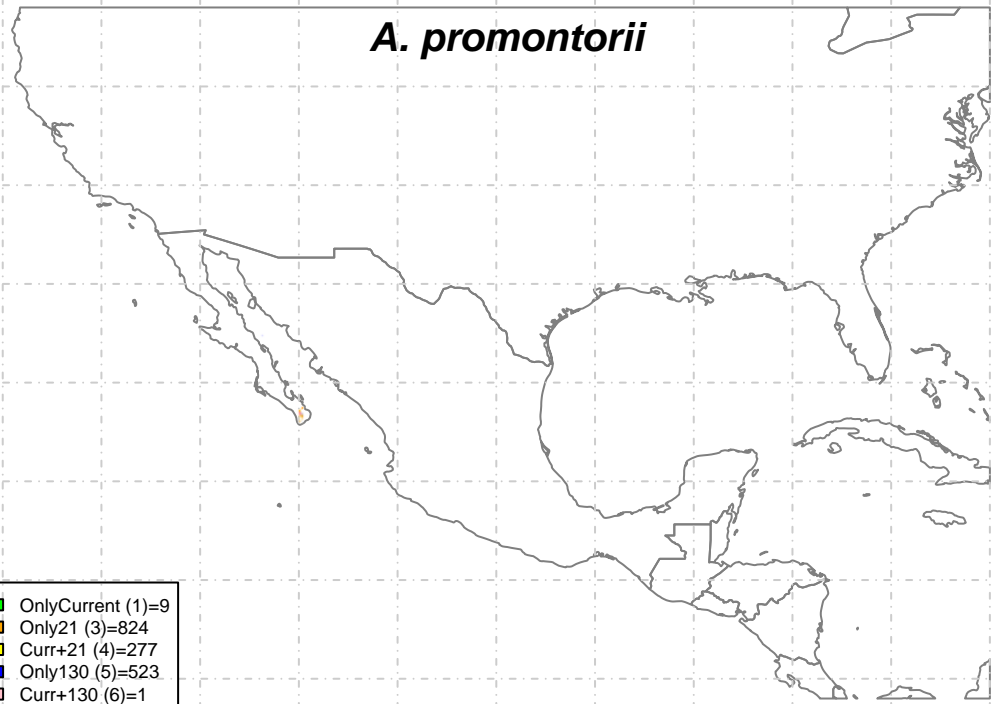 A. promontorii
OnlyCurrent (1)=9
Only21 (3)=824
Curr+21 (4)=277
Only130 (5)=523
Curr+130 (6)=1